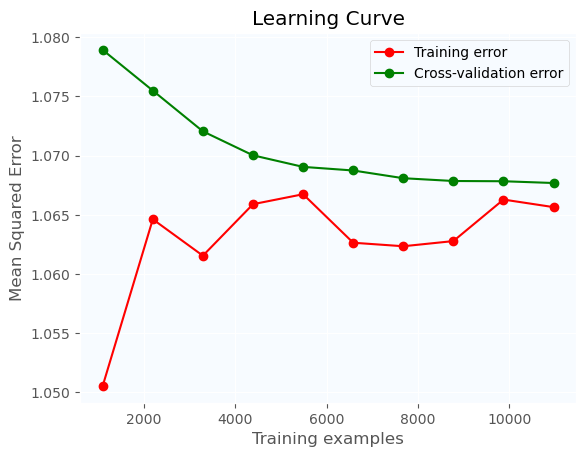 Learning Curve
Training error
Cross-validation error
Mean Squared Error
1.080
1.075
1.070
1.065
1.060
1.055
1.050
2000 4000 6000 8000 10000
Training examples